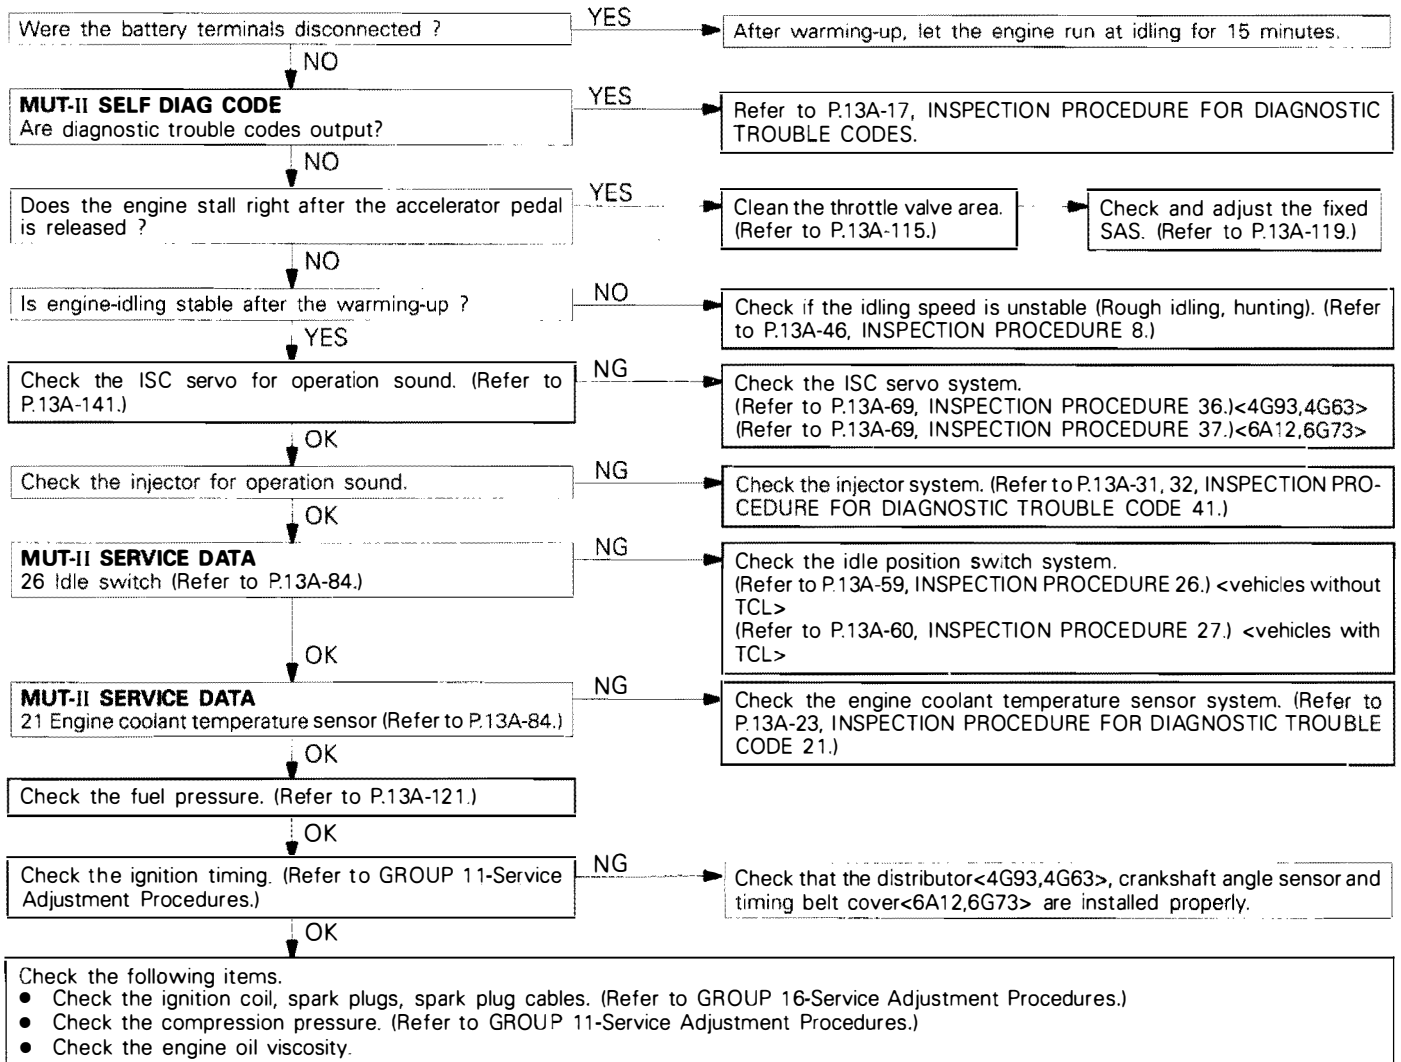 Were the battery terminals disconnected ?
YES
After warming-up, let the engine run at idling for 15 minutes.
NO
MUT-II SELF DIAG CODE
Are diagnostic trouble codes output?
YES
Refer to P.13A-17, INSPECTION PROCEDURE FOR DIAGNOSTIC
TROUBLE CODES.
NO
Does the engine stall right after the accelerator pedal
is released ?
YES
Clean the throttle valve area.
(Refer to P.13A-115.)
Check and adjust the fixed
SAS. (Refer to P.13A-119.)
NO
Is engine-idling stable after the warming-up ?
NO
Check if the idling speed is unstable (Rough idling, hunting). (Refer
to P.13A-46, INSPECTION PROCEDURE 8.)
YES
Check the ISC servo for operation sound. (Refer to
P.13A-141.)
NG
Check the ISC servo system.
(Refer to P.13A-69, INSPECTION PROCEDURE 36.)<4G93,4G63>
(Refer to P.13A-69, INSPECTION PROCEDURE 37.)<6A12,6G73>
OK
Check the injector for operation sound.
NG
Check the injector system. (Refer to P.13A-31, 32, INSPECTION PRO-
CEDURE FOR DIAGNOSTIC TROUBLE CODE 41.)
OK
MUT-II SERVICE DATA
26 Idle switch (Refer to P.13A-84.)
NG
Check the idle position switch system.
(Refer to P.13A-59, INSPECTION PROCEDURE 26.) <vehicles without
TCL>
(Refer to P.13A-60, INSPECTION PROCEDURE 27.) <vehicles with
TCL>
OK
MUT-II SERVICE DATA
21 Engine coolant temperature sensor (Refer to P.13A-84.)
NG
Check the engine coolant temperature sensor system. (Refer to
P.13A-23, INSPECTION PROCEDURE FOR DIAGNOSTIC TROUBLE
CODE 21.)
OK
Check the fuel pressure. (Refer to P.13A-121.)
OK
Check the ignition timing. (Refer to GROUP 11-Service
Adjustment Procedures.)
NG
Check that the distributor<4G93,4G63>, crankshaft angle sensor and
timing belt cover<6A12,6G73> are installed properly.
OK
Check the following items.
● Check the ignition coil, spark plugs, spark plug cables. (Refer to GROUP 16-Service Adjustment Procedures.)
● Check the compression pressure. (Refer to GROUP 11-Service Adjustment Procedures.)
● Check the engine oil viscosity.